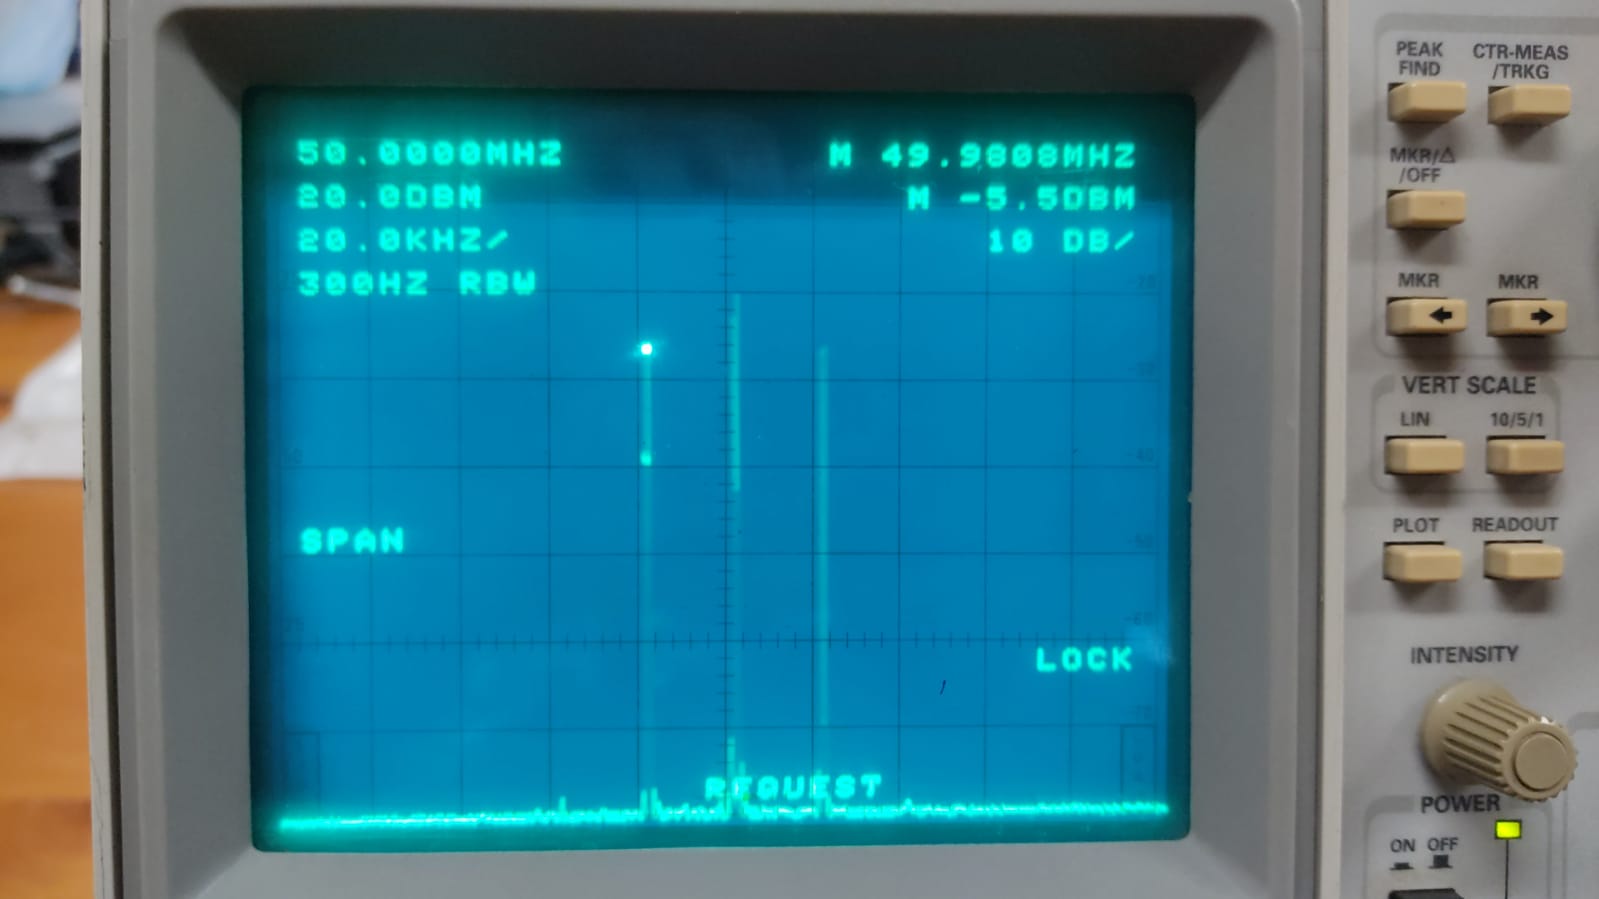 50.0000MHZ
M 49.9808MHZ
20.0DBM
M -5.5DBM
20.0KHZ/
10 DB/
300HZ RBW
SPAN
LOCK
REQUEST
-40
-60
PEAK
FIND
CTR-MEAS
/TRKG
MKR/△
/OFF
MKR
MKR
VERT SCALE
LIN
10/5/1
PLOT
READOUT
INTENSITY
POWER
ON
OFF